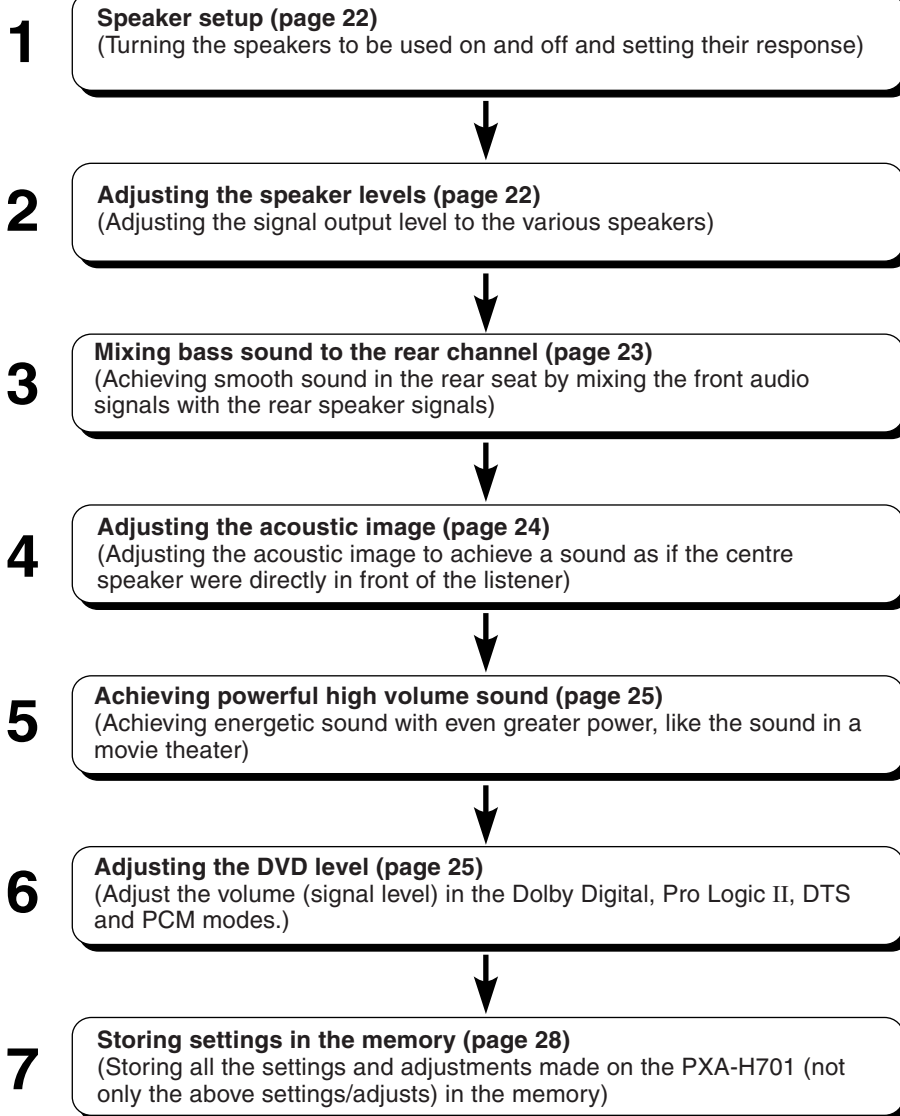 1
Speaker setup (page 22)
(Turning the speakers to be used on and off and setting their response)
2
Adjusting the speaker levels (page 22)
(Adjusting the signal output level to the various speakers)
3
Mixing bass sound to the rear channel (page 23)
(Achieving smooth sound in the rear seat by mixing the front audio
signals with the rear speaker signals)
4
Adjusting the acoustic image (page 24)
(Adjusting the acoustic image to achieve a sound as if the centre
speaker were directly in front of the listener)
5
Achieving powerful high volume sound (page 25)
(Achieving energetic sound with even greater power, like the sound in a
movie theater)
6
Adjusting the DVD level (page 25)
(Adjust the volume (signal level) in the Dolby Digital, Pro Logic II, DTS
and PCM modes.)
7
Storing settings in the memory (page 28)
(Storing all the settings and adjustments made on the PXA-H701 (not
only the above settings/adjusts) in the memory)